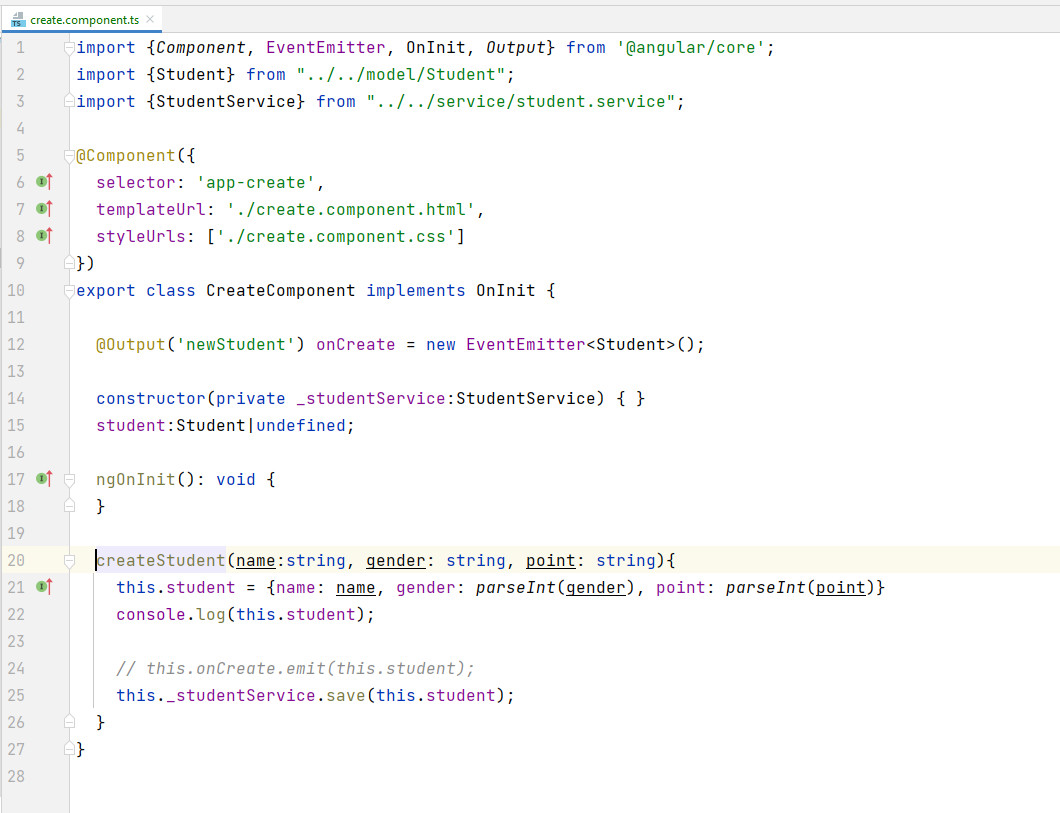 create.component.ts
1 import {Component, EventEmitter, OnInit, Output} from '@angular/core';
2 import {Student} from "../../model/Student";
3 import {StudentService} from "../../service/student.service";
4
5 @Component({
6   selector: 'app-create',
7   templateUrl: './create.component.html',
8   styleUrls: ['./create.component.css']
9 })
10 export class CreateComponent implements OnInit {
11
12   @Output('newStudent') onCreate = new EventEmitter<Student>();
13
14   constructor(private _studentService:StudentService) { }
15   student:Student|undefined;
16
17   ngOnInit(): void {
18   }
19
20   createStudent(name:string, gender: string, point: string){
21     this.student = {name: name, gender: parseInt(gender), point: parseInt(point)}
22     console.log(this.student);
23
24     // this.onCreate.emit(this.student);
25     this._studentService.save(this.student);
26   }
27 }
28